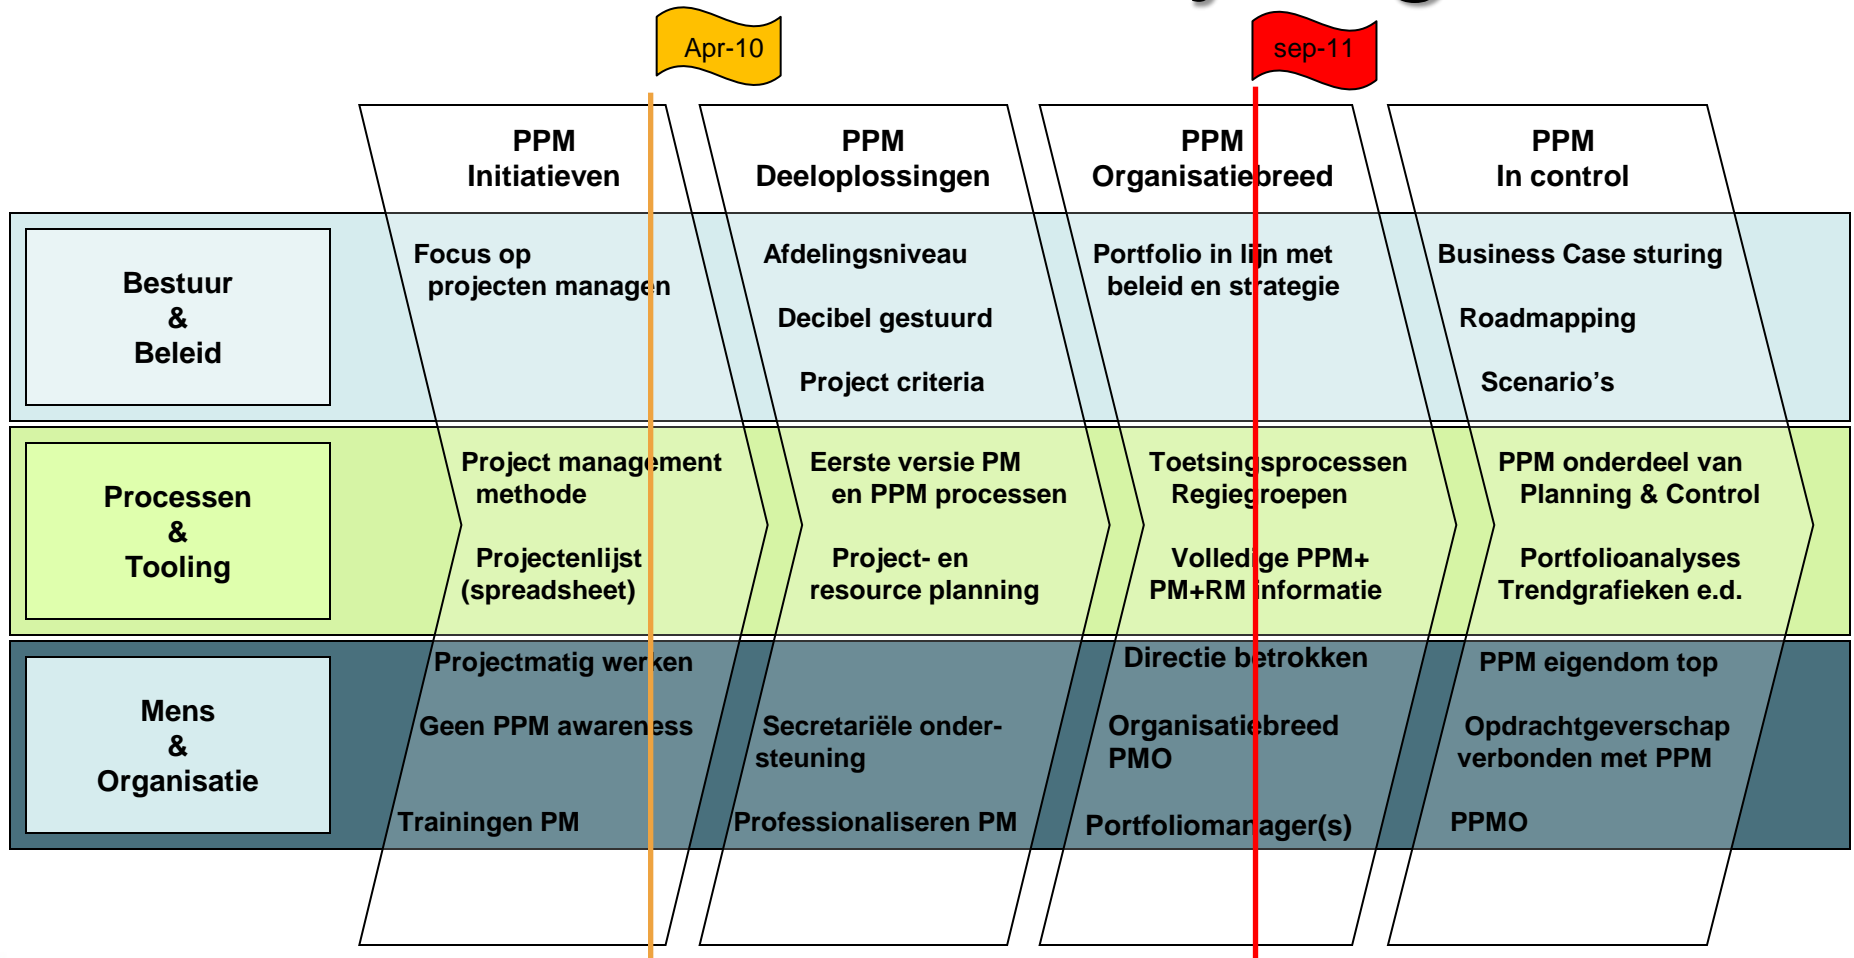 Apr-10
sep-11
PPM
Initiatieven
PPM
Deeloplossingen
PPM
Organisatiebreed
PPM
In control
Bestuur
&
Beleid
Focus op
projecten managen
Afdelingsniveau
Decibel gestuurd
Project criteria
Portfolio in lijn met
beleid en strategie
Business Case sturing
Roadmapping
Scenario's
Processen
&
Tooling
Project management
methode
Projectenlijst
(spreadsheet)
Eerste versie PM
en PPM processen
Project- en
resource planning
Toetsingsprocessen
Regiegroepen
Volledige PPM+
PM+RM informatie
PPM onderdeel van
Planning & Control
Portfolioanalyses
Trendgrafieken e.d.
Mens
&
Organisatie
Projectmatig werken
Geen PPM awareness
Trainingen PM
Secretariële onder-
steuning
Professionaliseren PM
Directie betrokken
Organisatiebreed
PMO
Portfoliomanager(s)
PPM eigendom top
Opdrachtgeverschap
verbonden met PPM
PPMO